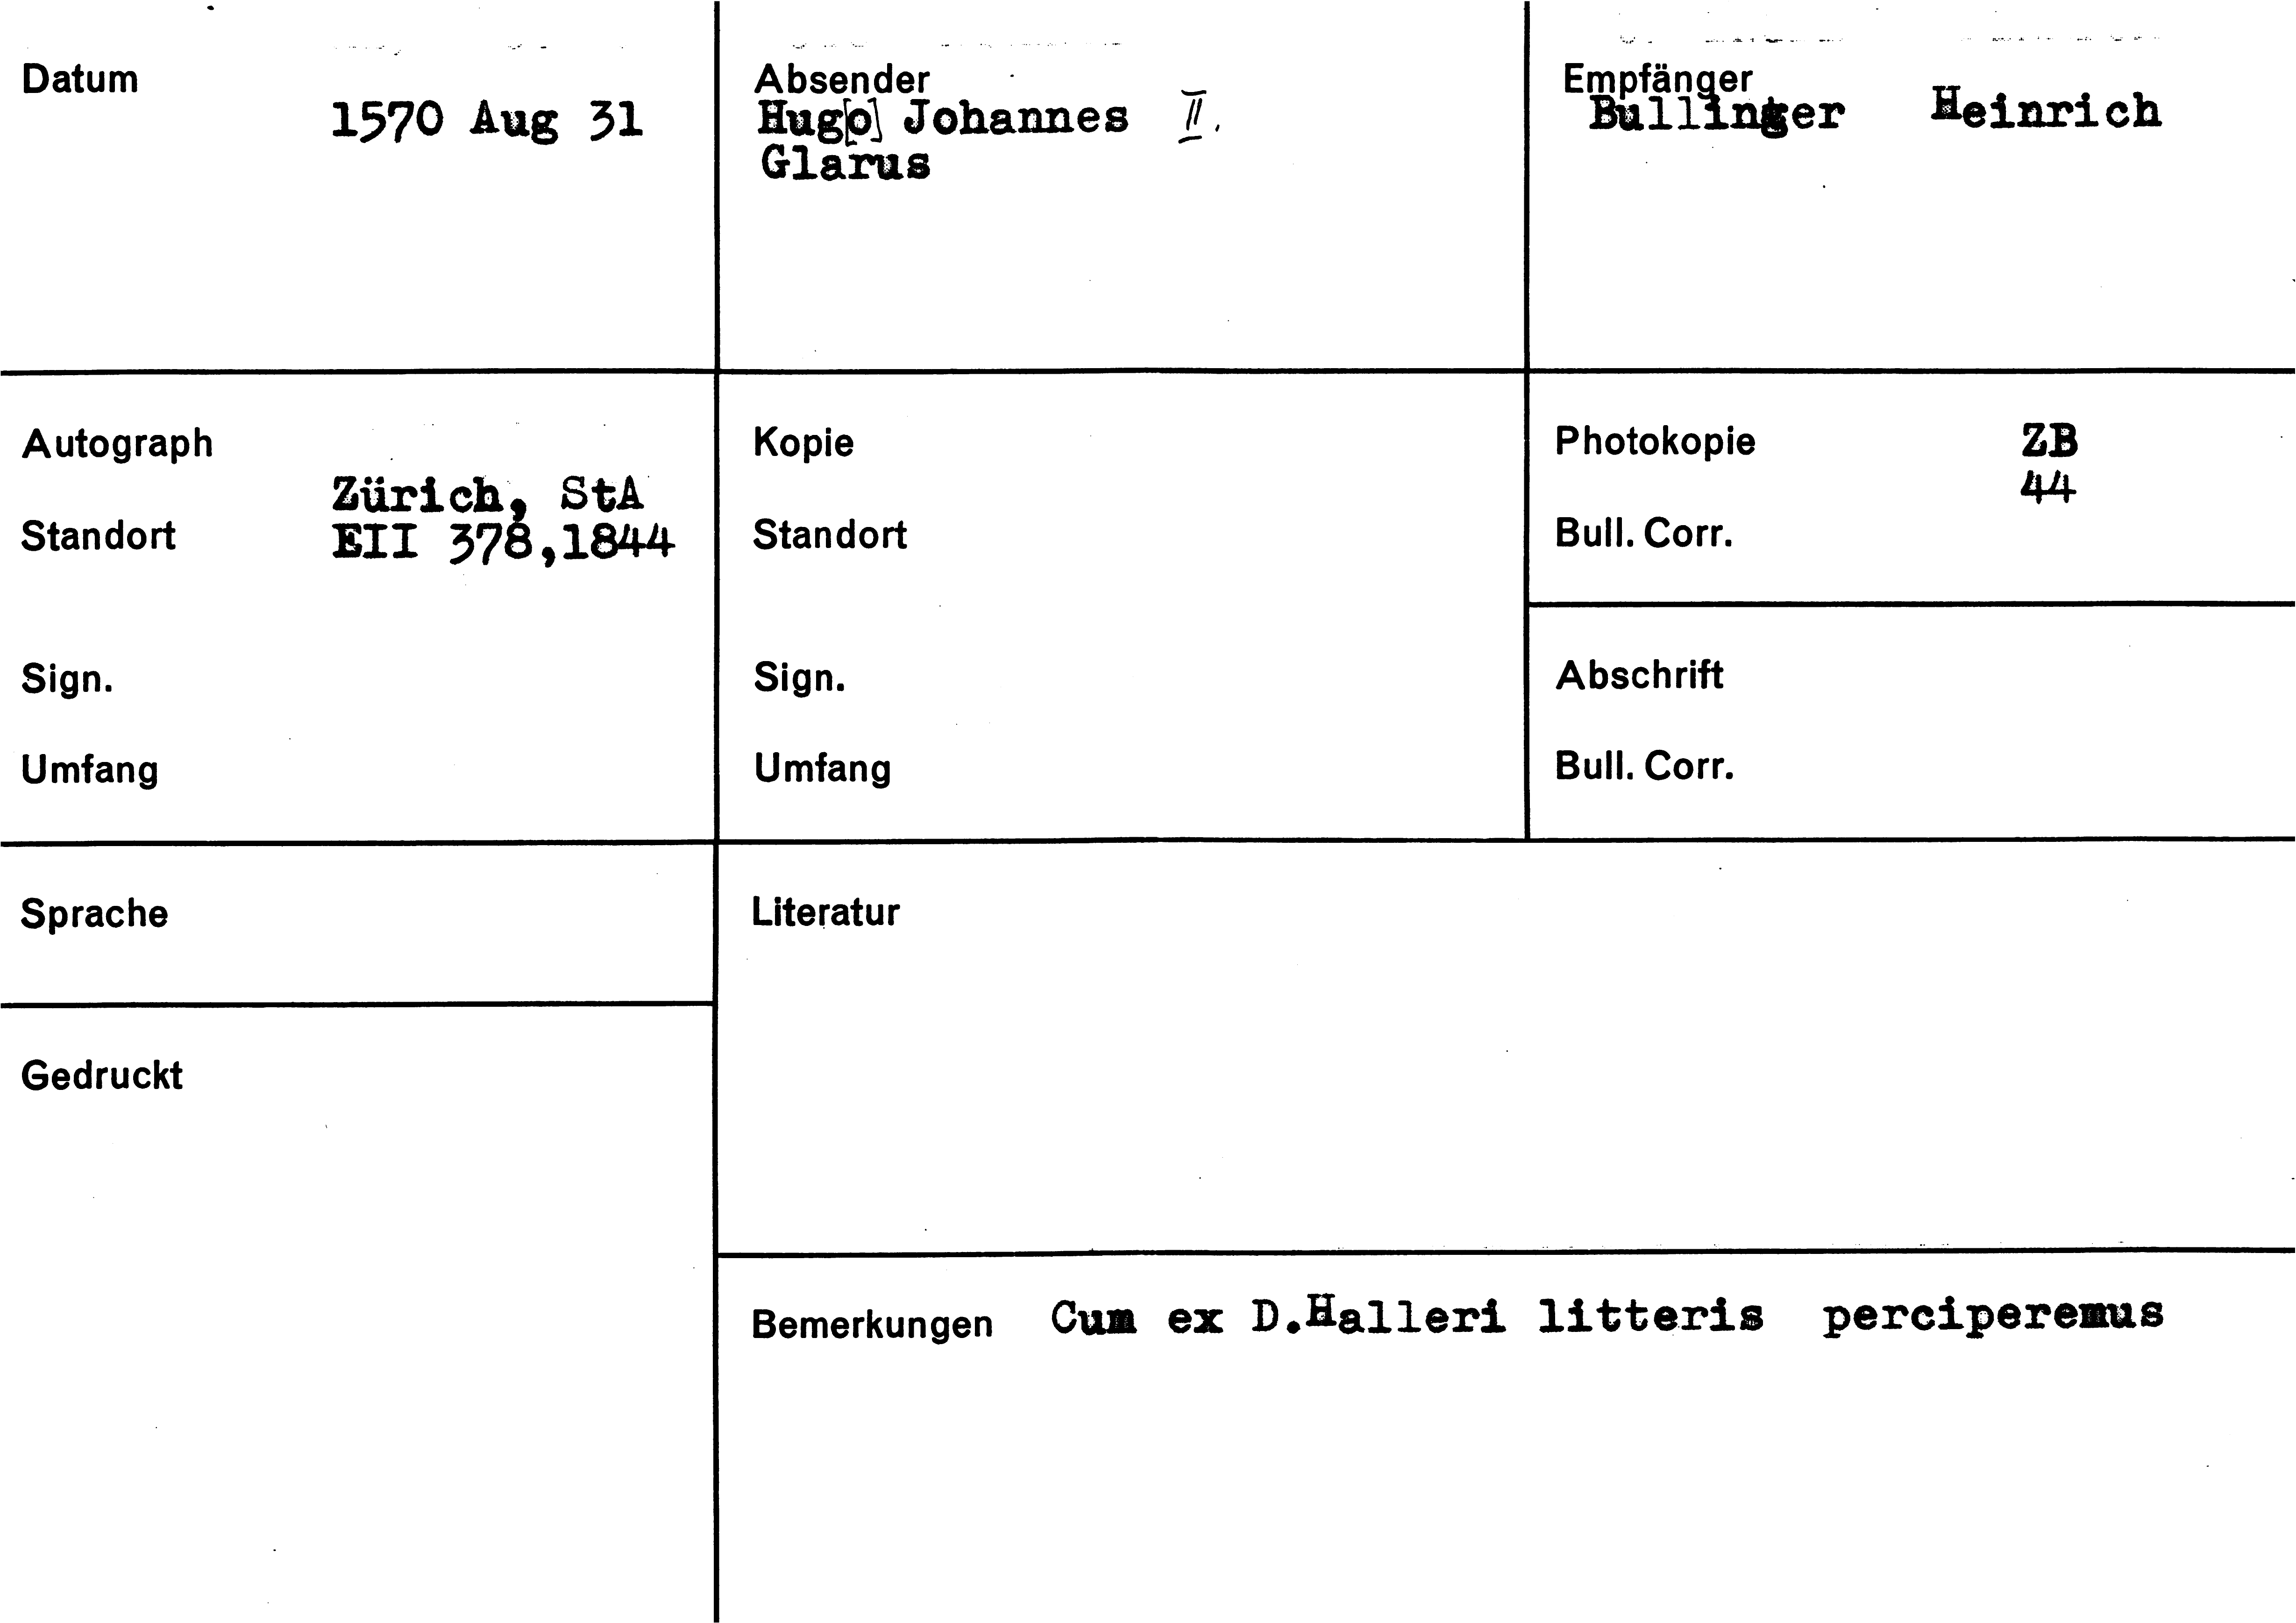 Datum
1570 Aug 31
Absender
Hug[o] Johannes II.
Glarus
Empfänger
Bullinger Heinrich
Autograph
Zürich, StA
Standort
EII 378,1844
Sign.
Umfang
Kopie
Standort
Sign.
Umfang
Photokopie ZB
44
Bull. Corr.
Abschrift
Bull. Corr.
Sprache
Literatur
Gedruckt
Bemerkungen Cum ex D.Halleri litteris perciperemus